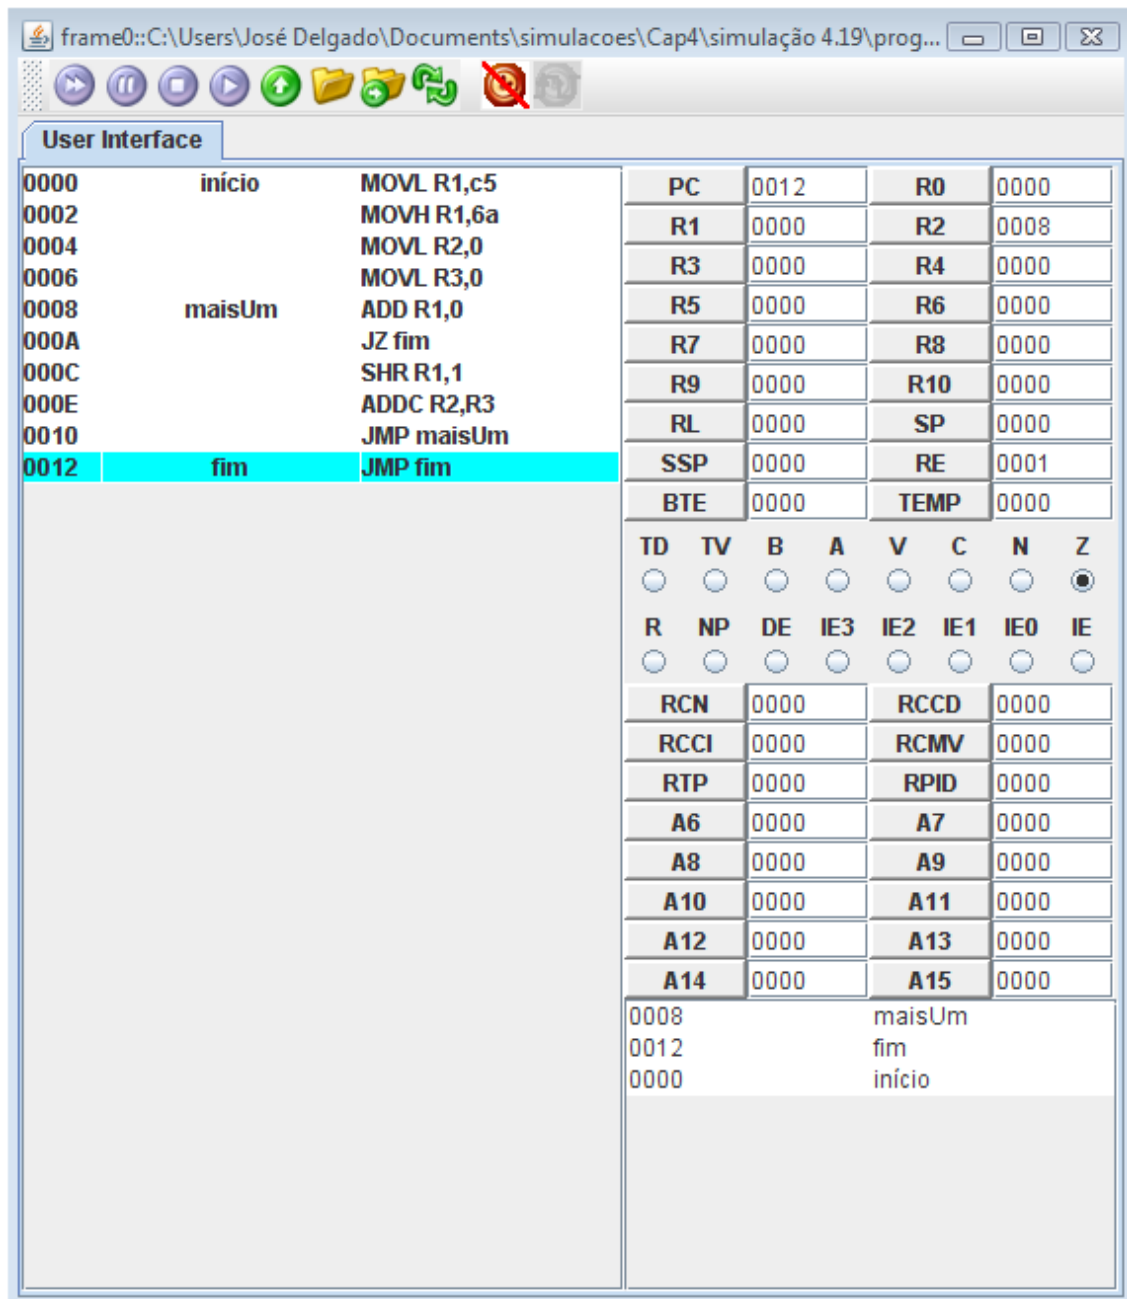 frame0::C:\Users\José Delgado\Documents\simulacoes\Cap4\simulação 4.19\prog...
User Interface
0000 início MOVL R1,c5
0002 MOVH R1,6a
0004 MOVL R2,0
0006 MOVL R3,0
0008 maisUm ADD R1,0
000A JZ fim
000C SHR R1,1
000E ADDC R2,R3
0010 JMP maisUm
0012 fim JMP fim
PC 0012 R0 0000
R1 0000 R2 0008
R3 0000 R4 0000
R5 0000 R6 0000
R7 0000 R8 0000
R9 0000 R10 0000
RL 0000 SP 0000
SSP 0000 RE 0001
BTE 0000 TEMP 0000
TD TV B A V C N Z
R NP DE IE3 IE2 IE1 IE0 IE
RCN 0000 RCCD 0000
RCCI 0000 RCMV 0000
RTP 0000 RPID 0000
A6 0000 A7 0000
A8 0000 A9 0000
A10 0000 A11 0000
A12 0000 A13 0000
A14 0000 A15 0000
0008 maisUm
0012 fim
0000 início